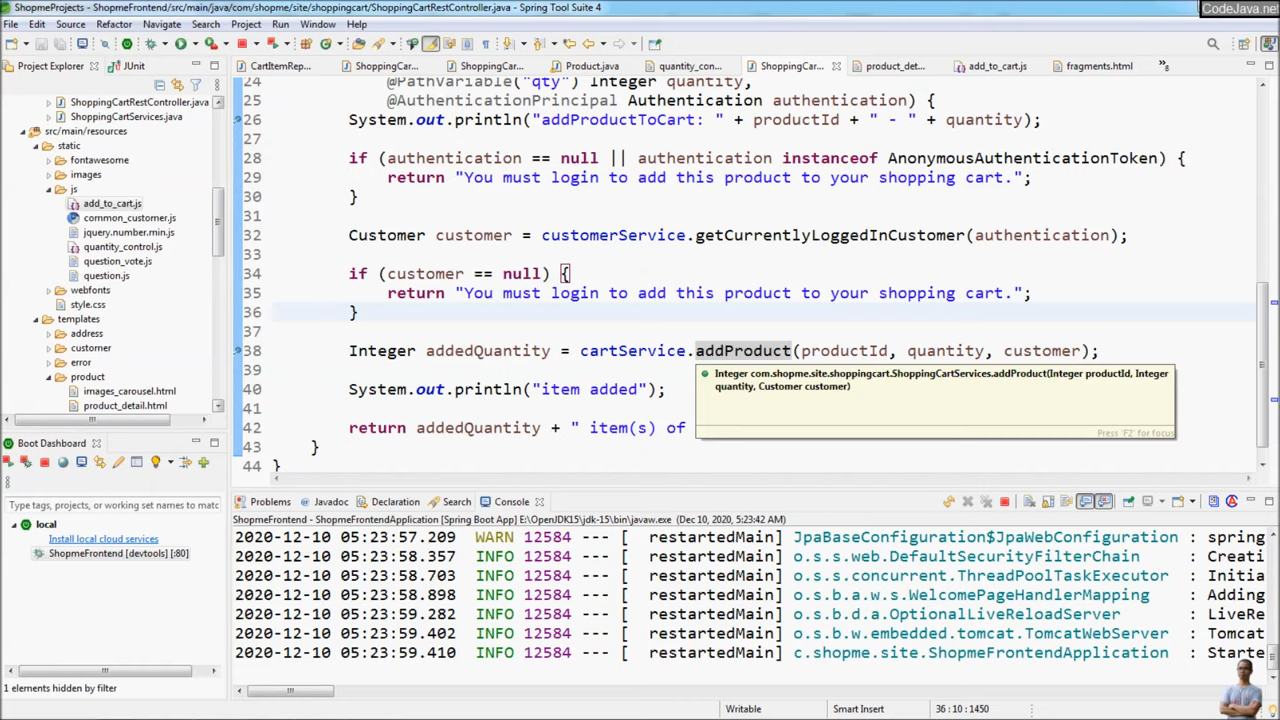 ShopmeProjects - ShopmeFrontend/src/main/java/com/shopme/site/shoppingcart/ShoppingCartRestController.java - Spring Tool Suite 4
CodeJava.net
File Edit Source Refactor Navigate Search Project Run Window Help
Project Explorer JUnit
CartItemRep... ShoppingCar... ShoppingCar... Product.java quantity_con... ShoppingCar... product_det... add_to_cart.js fragments.html
ShoppingCartRestController.java
ShoppingCartServices.java
src/main/resources
static
fontawesome
images
js
add_to_cart.js
common_customer.js
jquery.number.min.js
quantity_control.js
question_vote.js
question.js
webfonts
style.css
templates
address
customer
error
product
images_carousel.html
product_detail.html
24 @PathVariable("qty") Integer quantity,
25 @AuthenticationPrincipal Authentication authentication) {
26 System.out.println("addProductToCart: " + productId + " - " + quantity);
27
28 if (authentication == null || authentication instanceof AnonymousAuthenticationToken) {
29 return "You must login to add this product to your shopping cart.";
30 }
31
32 Customer customer = customerService.getCurrentlyLoggedInCustomer(authentication);
33
34 if (customer == null) {
35 return "You must login to add this product to your shopping cart.";
36 }
37
38 Integer addedQuantity = cartService.addProduct(productId, quantity, customer);
39
40 System.out.println("item added");
41
42 return addedQuantity + " item(s) of
43 }
44 }
Integer com.shopme.site.shoppingcart.ShoppingCartServices.addProduct(Integer productId, Integer
quantity, Customer customer)
Press 'F2' for focus
Boot Dashboard
Type tags, projects, or working set names to matc
local
Install local cloud services
ShopmeFrontend [devtools] [:80]
1 elements hidden by filter
Problems Javadoc Declaration Search Console
ShopmeFrontend - ShopmeFrontendApplication [Spring Boot App] E:\OpenJDK15\jdk-15\bin\javaw.exe (Dec 10, 2020, 5:23:42 AM)
2020-12-10 05:23:57.209 WARN 12584 --- [ restartedMain] JpaBaseConfiguration$JpaWebConfiguration : spring
2020-12-10 05:23:58.357 INFO 12584 --- [ restartedMain] o.s.s.web.DefaultSecurityFilterChain : Creati
2020-12-10 05:23:58.703 INFO 12584 --- [ restartedMain] o.s.s.concurrent.ThreadPoolTaskExecutor : Initia
2020-12-10 05:23:58.898 INFO 12584 --- [ restartedMain] o.s.b.a.w.s.WelcomePageHandlerMapping : Adding
2020-12-10 05:23:59.282 INFO 12584 --- [ restartedMain] o.s.b.d.a.OptionalLiveReloadServer : LiveRe
2020-12-10 05:23:59.402 INFO 12584 --- [ restartedMain] o.s.b.w.embedded.tomcat.TomcatWebServer : Tomcat
2020-12-10 05:23:59.410 INFO 12584 --- [ restartedMain] c.shopme.site.ShopmeFrontendApplication : Starte
Writable Smart Insert 36 : 10 : 1450